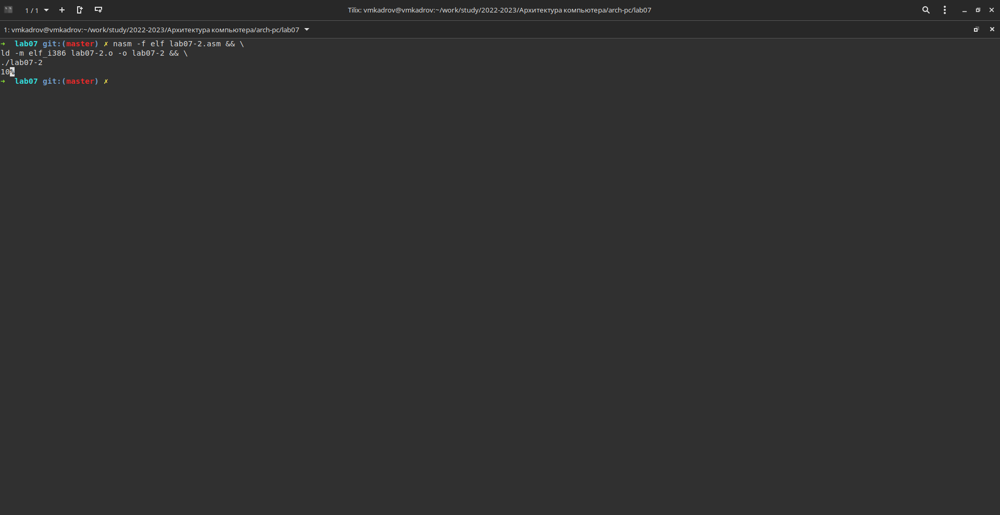 1 / 1
Tilix: vmkadrov@vmkadrov:~/work/study/2022-2023/Архитектура компьютера/arch-pc/lab07
1: vmkadrov@vmkadrov:~/work/study/2022-2023/Архитектура компьютера/arch-pc/lab07
➜  lab07 git:(master) ✗ nasm -f elf lab07-2.asm && \
ld -m elf_i386 lab07-2.o -o lab07-2 && \
./lab07-2
10%
➜  lab07 git:(master) ✗